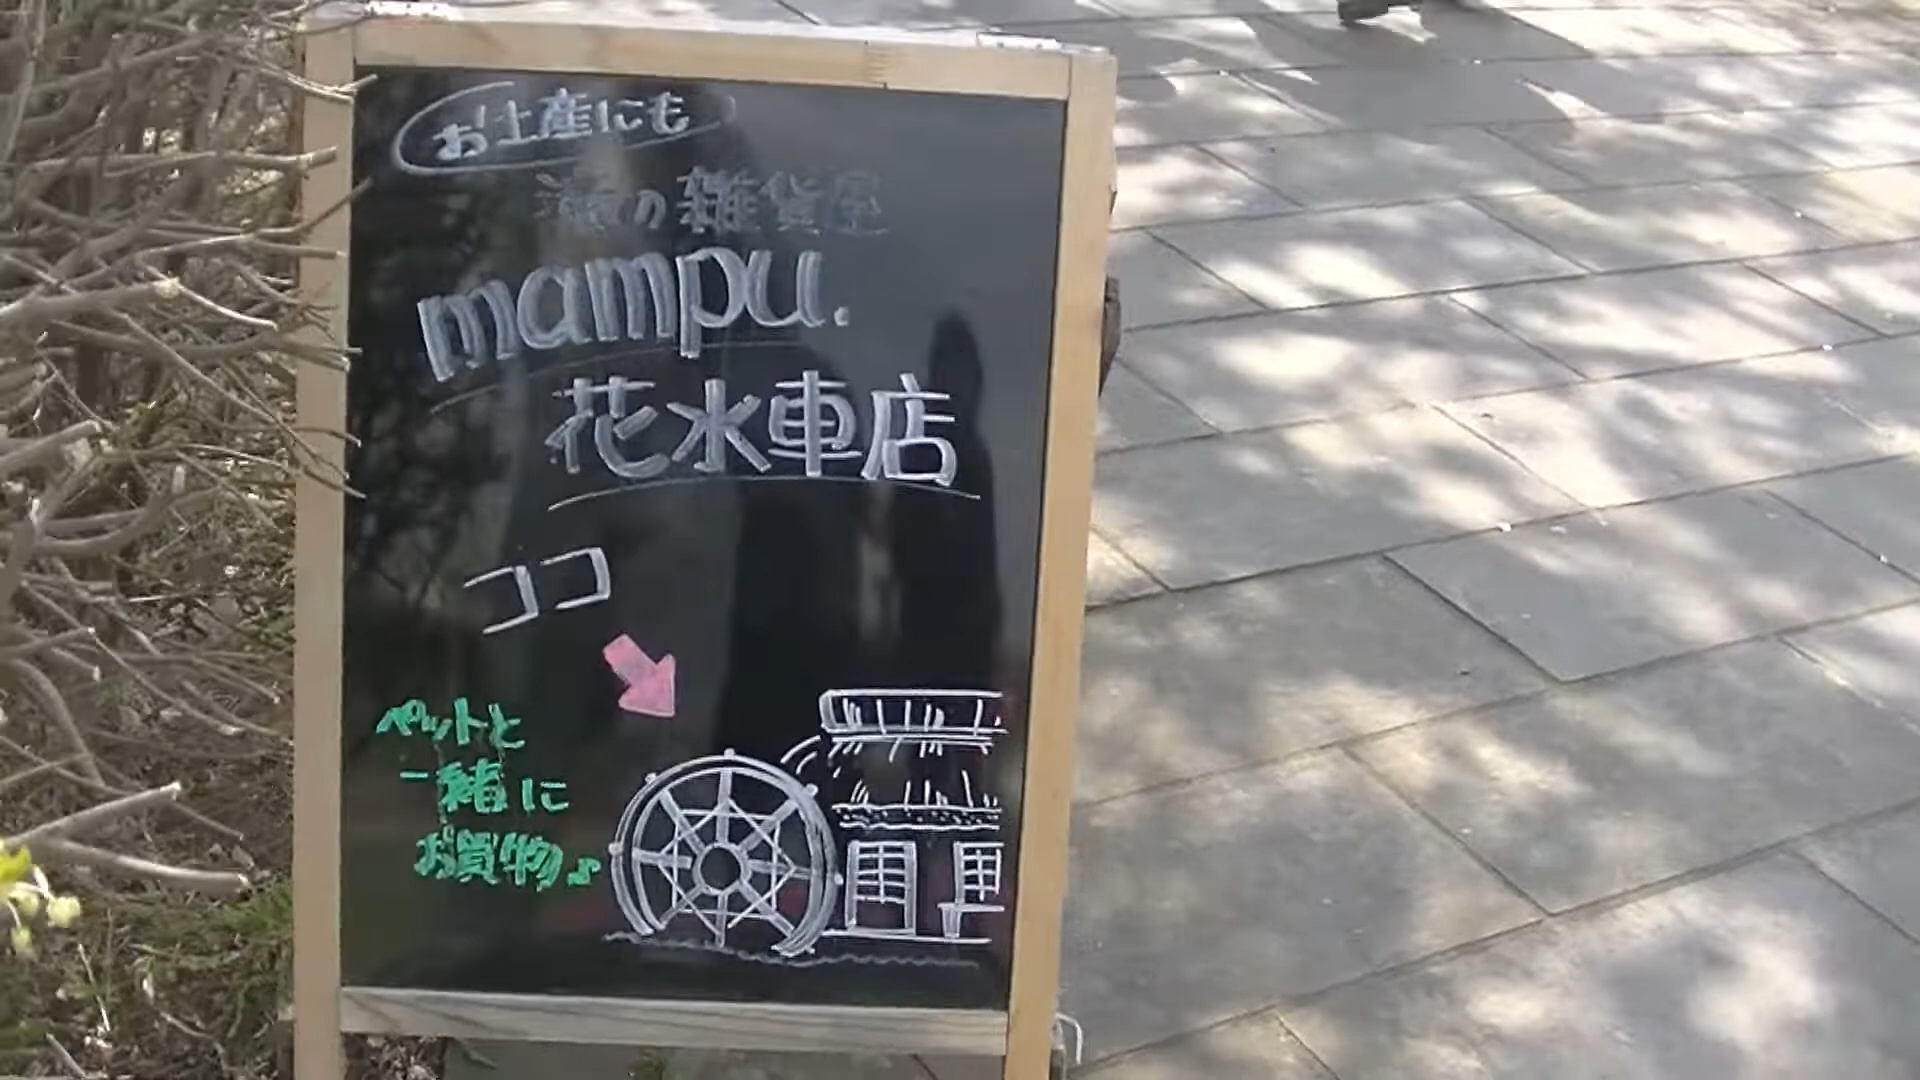 お土産にも
の雑貨屋
mampu.
花水車店
ココ
ペットと
一緒に
お買物♪